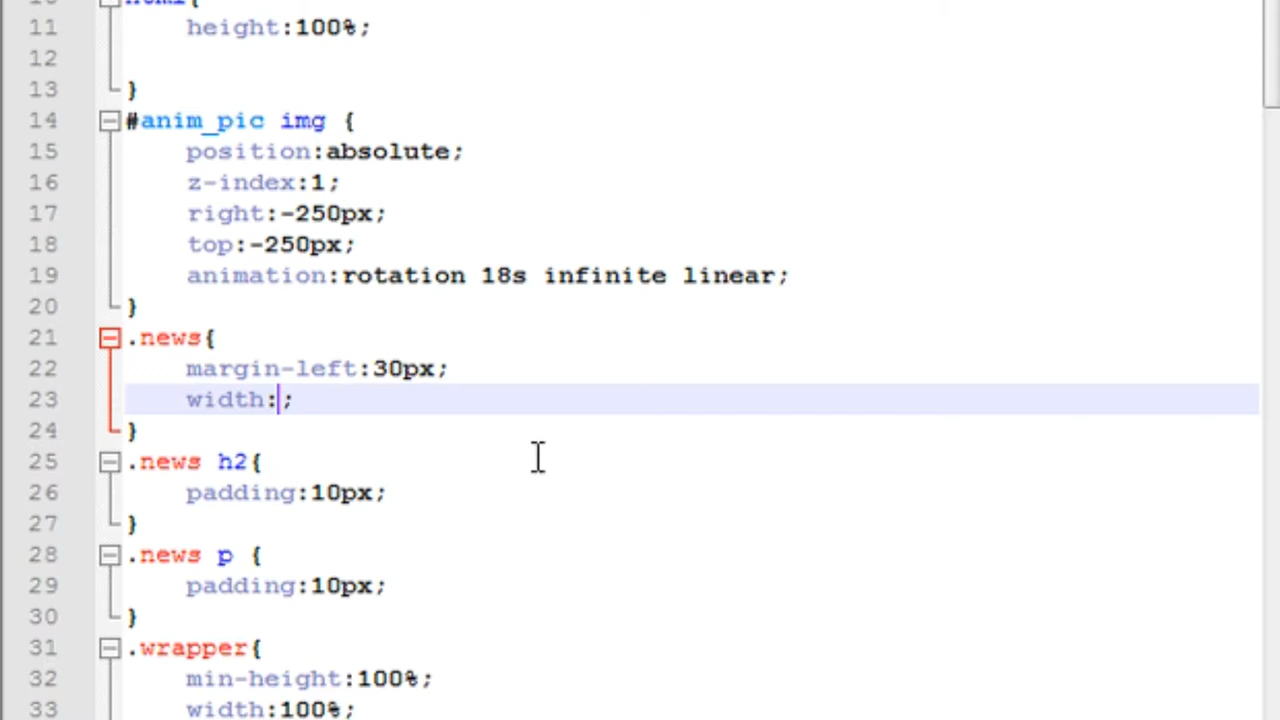 10 html{
11 height:100%;
12
13 }
14 #anim_pic img {
15 position:absolute;
16 z-index:1;
17 right:-250px;
18 top:-250px;
19 animation:rotation 18s infinite linear;
20 }
21 .news{
22 margin-left:30px;
23 width:;
24 }
25 .news h2{
26 padding:10px;
27 }
28 .news p {
29 padding:10px;
30 }
31 .wrapper{
32 min-height:100%;
33 width:100%;